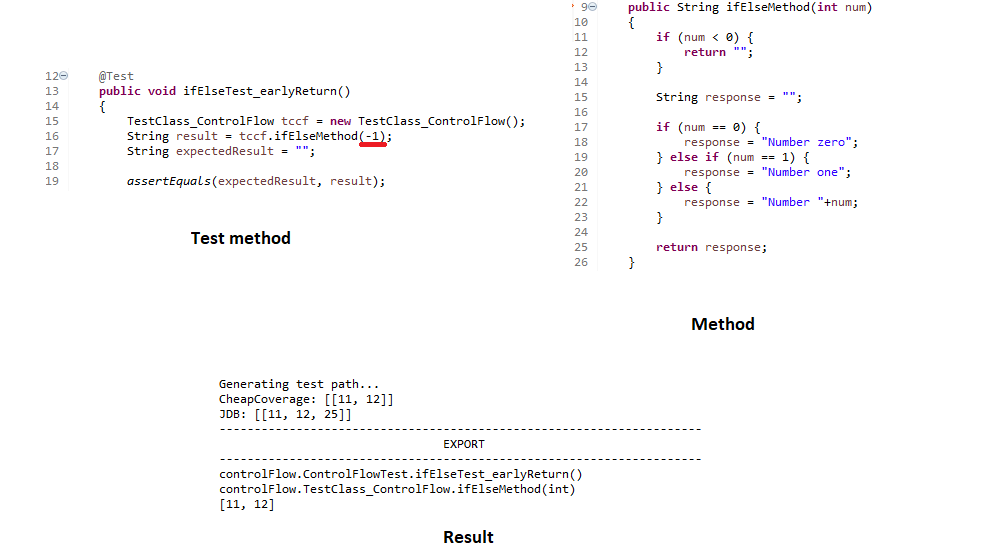 12 @Test
13 public void ifElseTest_earlyReturn()
14 {
15 TestClass_ControlFlow tccf = new TestClass_ControlFlow();
16 String result = tccf.ifElseMethod(-1);
17 String expectedResult = "";
18
19 assertEquals(expectedResult, result);
Test method
9 public String ifElseMethod(int num)
10 {
11 if (num < 0) {
12 return "";
13 }
14
15 String response = "";
16
17 if (num == 0) {
18 response = "Number zero";
19 } else if (num == 1) {
20 response = "Number one";
21 } else {
22 response = "Number "+num;
23 }
24
25 return response;
26 }
Method
Generating test path...
CheapCoverage: [[11, 12]]
JDB: [[11, 12, 25]]
---------------------------------------------------------------------
EXPORT
---------------------------------------------------------------------
controlFlow.ControlFlowTest.ifElseTest_earlyReturn()
controlFlow.TestClass_ControlFlow.ifElseMethod(int)
[11, 12]
Result